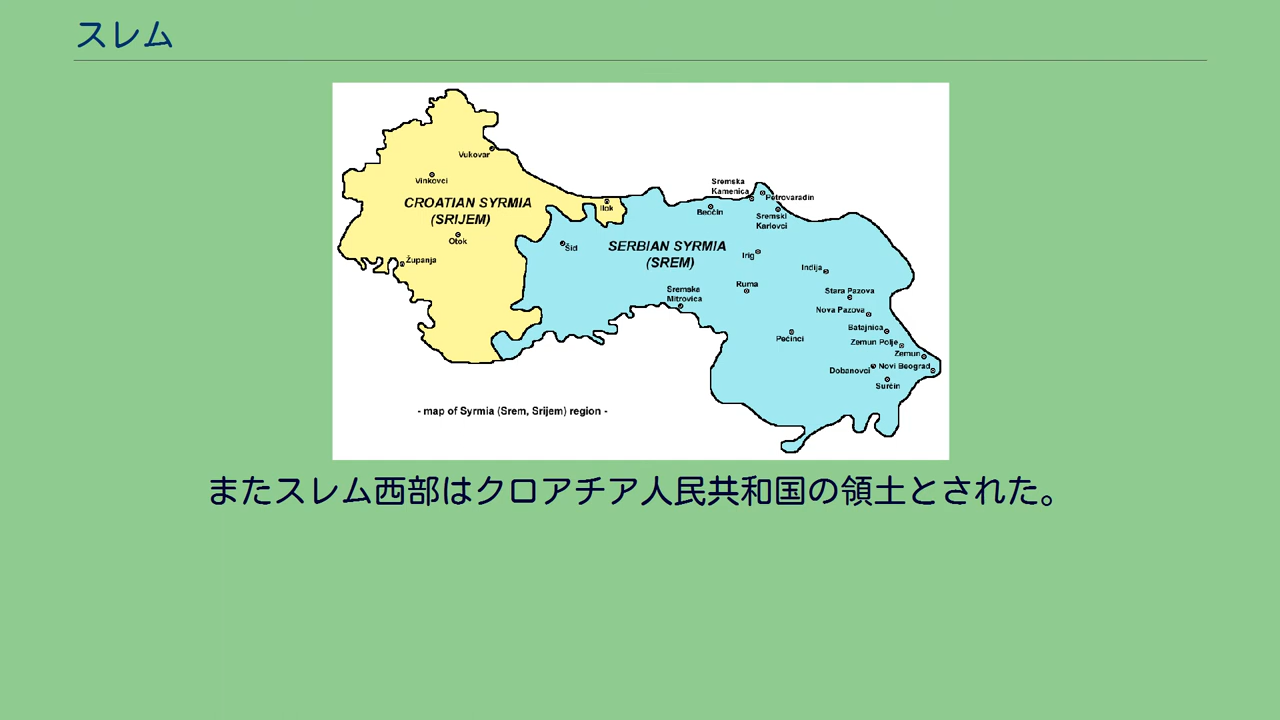 スレム
Vukovar
Vinkovci
CROATIAN SYRMIA
(SRIJEM)
Otok
Županja
Ilok
Šid
SERBIAN SYRMIA
(SREM)
Sremska
Kamenica
Petrovaradin
Beočin
Sremski
Karlovci
Irig
Inđija
Ruma
Sremska
Mitrovica
Stara Pazova
Nova Pazova
Batajnica
Pećinci
Zemun Polje
Zemun
Dobanovci
Novi Beograd
Surčin
- map of Syrmia (Srem, Srijem) region -
またスレム西部はクロアチア人民共和国の領土とされた。